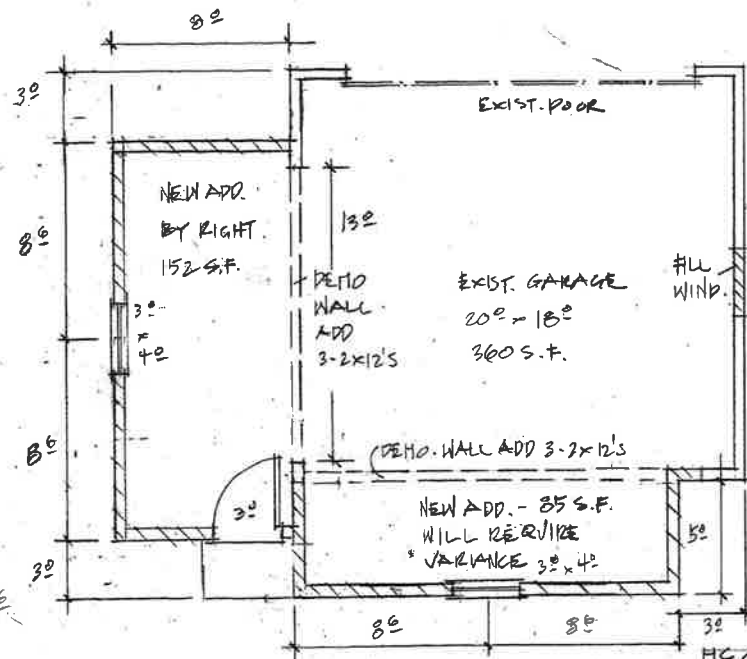 8⁰
3⁰
EXIST. DOOR
NEW ADD.
BY RIGHT
152 S.F.
13⁰
8⁶
DEMO
WALL
ADD
3-2x12'S
EXIST. GARAGE
20⁰ x 18⁰
360 S.F.
FILL
WIND.
3⁰
x
4⁰
8⁶
DEMO. WALL ADD 3-2x12'S
3⁰
NEW ADD. - 85 S.F.
WILL REQUIRE
* VARIANCE 3⁰ x 4⁰
5⁰
3⁰
8⁶
8⁶
3⁰